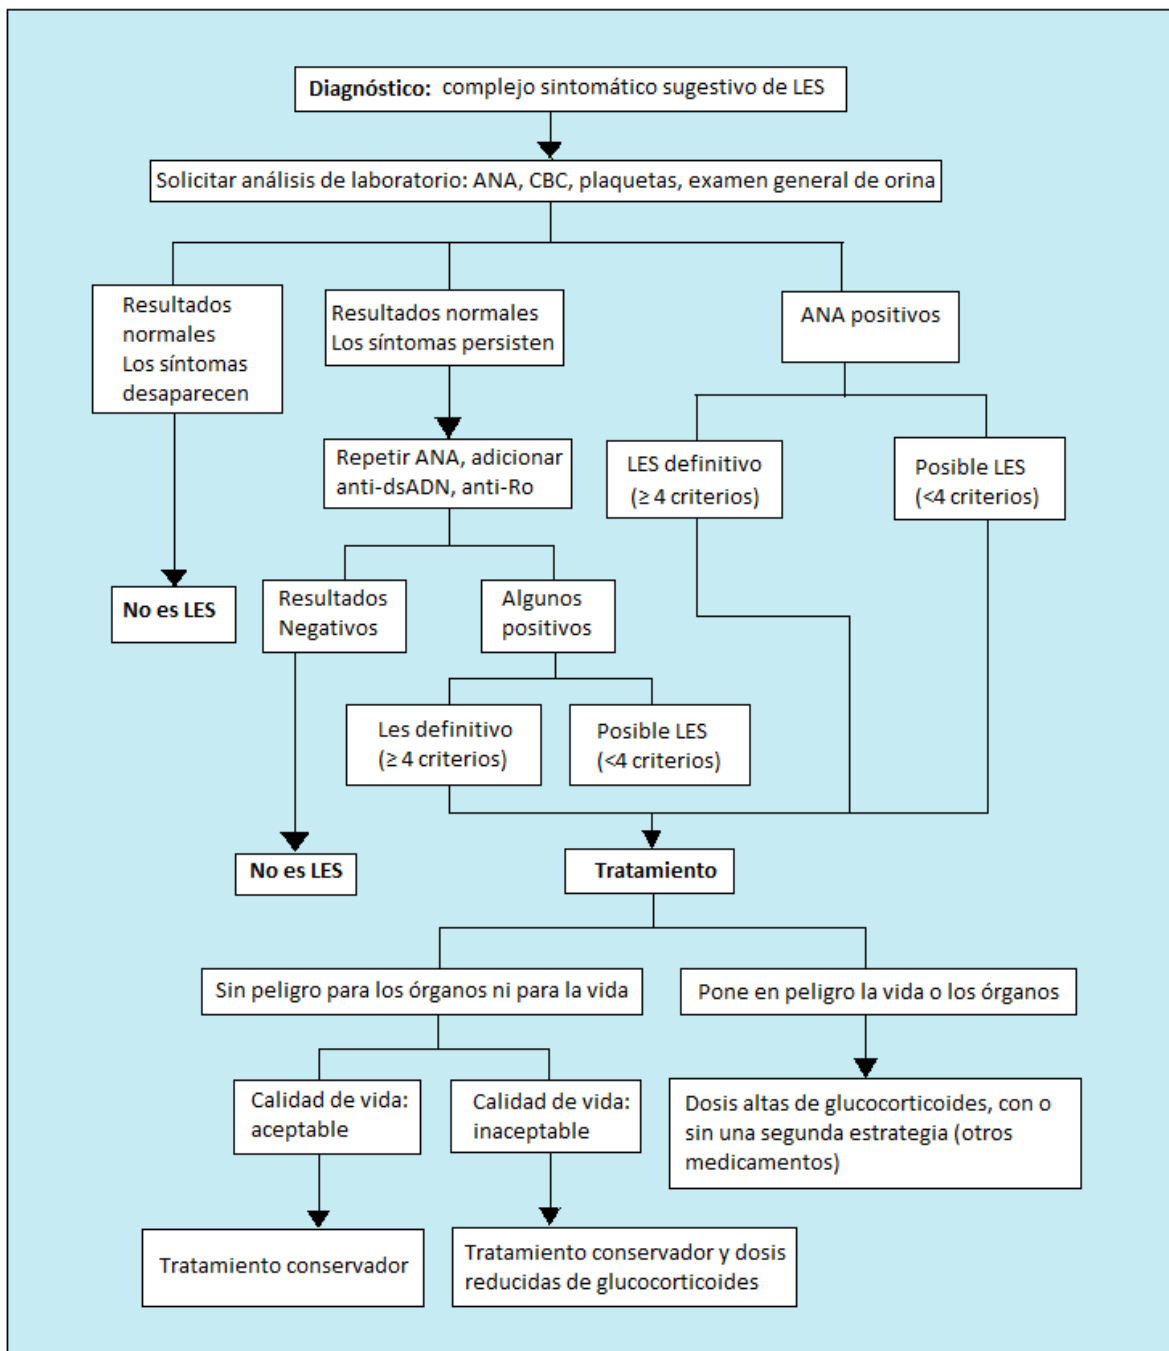 Diagnóstico: complejo sintomático sugestivo de LES
Solicitar análisis de laboratorio: ANA, CBC, plaquetas, examen general de orina
Resultados
normales
Los síntomas
desaparecen
Resultados normales
Los síntomas persisten
ANA positivos
Repetir ANA, adicionar
anti-dsADN, anti-Ro
LES definitivo
(≥ 4 criterios)
Posible LES
(<4 criterios)
No es LES
Resultados
Negativos
Algunos
positivos
Les definitivo
(≥ 4 criterios)
Posible LES
(<4 criterios)
No es LES
Tratamiento
Sin peligro para los órganos ni para la vida
Pone en peligro la vida o los órganos
Calidad de vida:
aceptable
Calidad de vida:
inaceptable
Dosis altas de glucocorticoides, con o
sin una segunda estrategia (otros
medicamentos)
Tratamiento conservador
Tratamiento conservador y dosis
reducidas de glucocorticoides